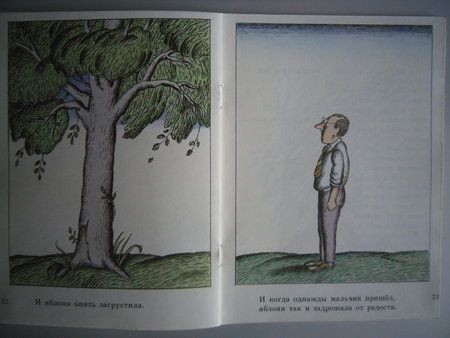 И яблоня опять загрустила.
И когда однажды мальчик пришёл,
яблоня так и задрожала от радости.